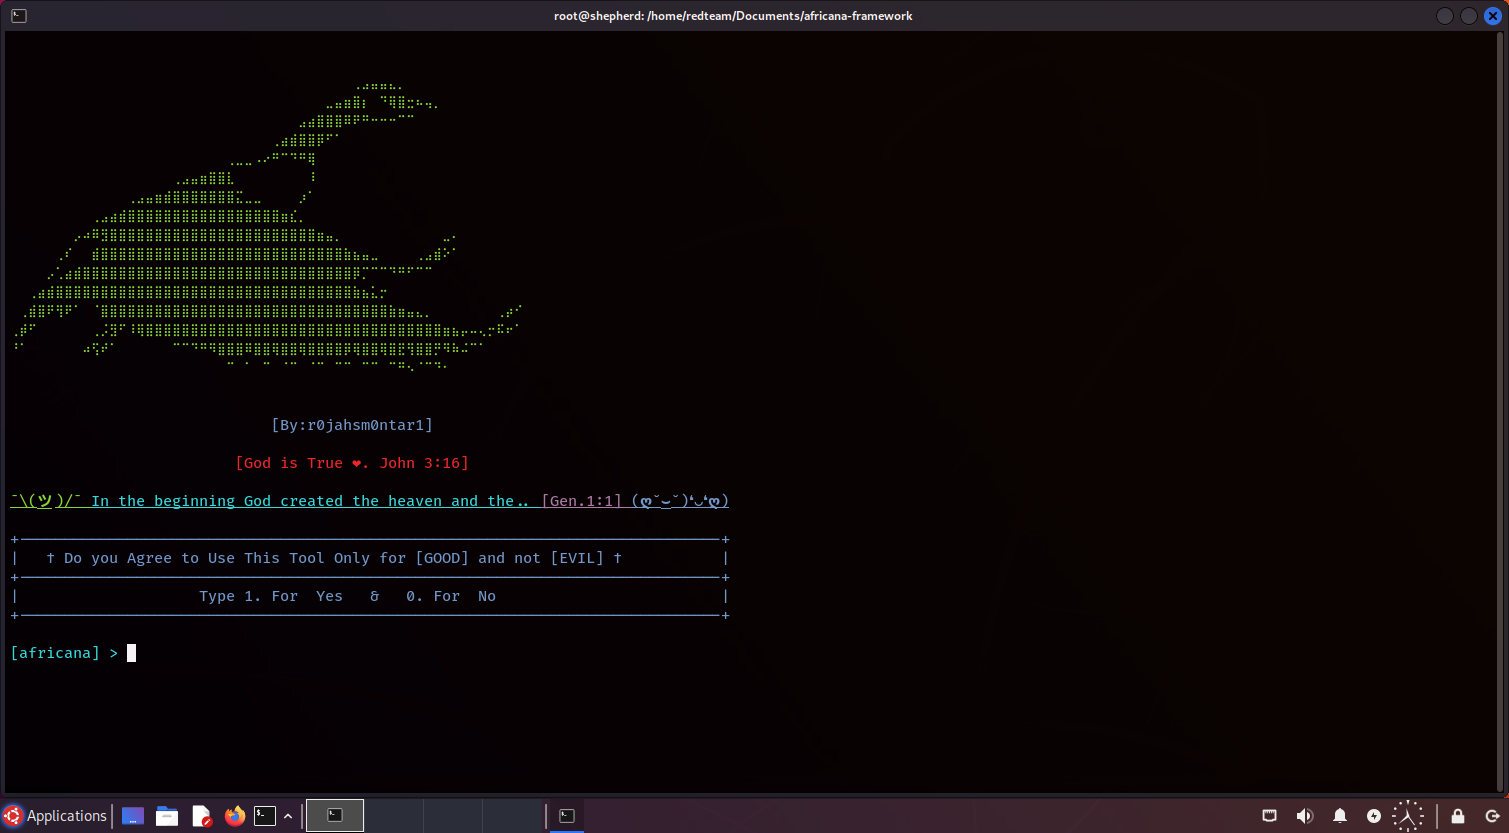 root@shepherd: /home/redteam/Documents/africana-framework
[By:r0jahsm0ntar1]
[God is True ❤. John 3:16]
¯\(ツ)/¯ In the beginning God created the heaven and the.. [Gen.1:1] (ღ˘⌣˘)❛◡❛ღ)
† Do you Agree to Use This Tool Only for [GOOD] and not [EVIL] †
Type 1. For Yes & 0. For No
[africana] >
Applications